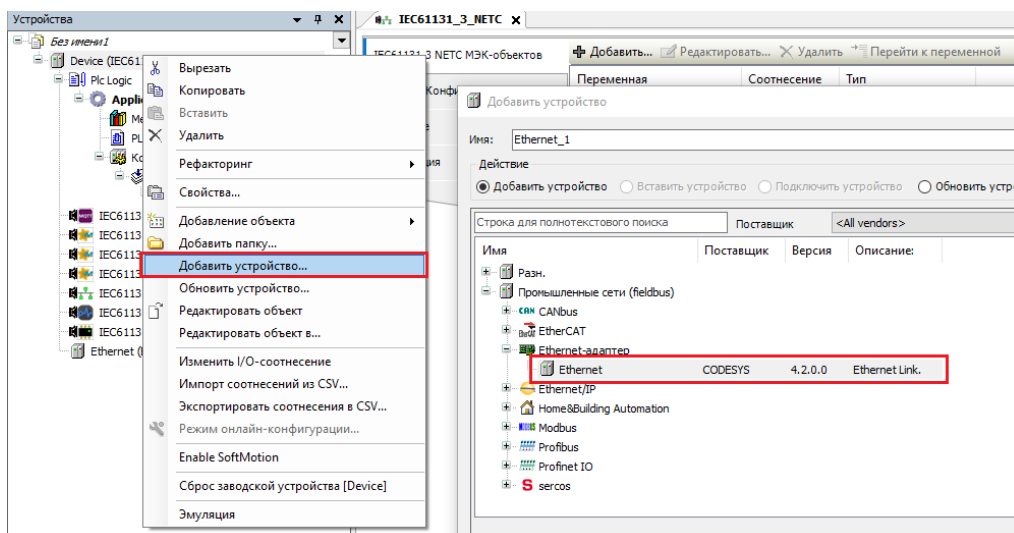 Устройства
Без имени1
Device (IEC61
Plc Logic
Appli
Ме
PL
Ко
IEC6113
IEC6113
IEC6113
IEC6113
IEC6113
IEC6113
IEC6113
Ethernet (
Вырезать
Копировать
Вставить
Удалить
Рефакторинг
Свойства...
Добавление объекта
Добавить папку...
Добавить устройство...
Обновить устройство...
Редактировать объект
Редактировать объект в...
Изменить I/O-соотнесение
Импорт соотнесений из CSV...
Экспортировать соотнесения в CSV...
Режим онлайн-конфигурации...
Enable SoftMotion
Сброс заводской устройства [Device]
Эмуляция
IEC61131_3_NETC
IEC61131 3 NETC МЭК-объектов
Добавить... Редактировать... Удалить Перейти к переменной
Переменная Соотнесение Тип
Конфи
ия
Добавить устройство
Имя: Ethernet_1
Действие
Добавить устройство Вставить устройство Подключить устройство Обновить устр
Строка для полнотекстового поиска Поставщик <All vendors>
Имя Поставщик Версия Описание:
Разн.
Промышленные сети (fieldbus)
CAN CANbus
EtherCAT
Ethernet-адаптер
Ethernet CODESYS 4.2.0.0 Ethernet Link.
Ethernet/IP
Home&Building Automation
Modbus
Profibus
Profinet IO
sercos